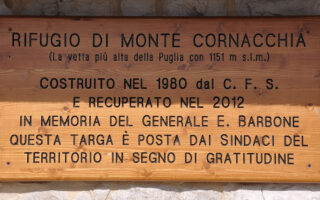 RIFUGIO DI MONTE CORNACCHIA
(La vetta più alta della Puglia con 1151 m s.l.m.)
COSTRUITO NEL 1980 dal C. F. S.
E RECUPERATO NEL 2012
IN MEMORIA DEL GENERALE E. BARBONE
QUESTA TARGA È POSTA DAI SINDACI DEL
TERRITORIO IN SEGNO DI GRATITUDINE